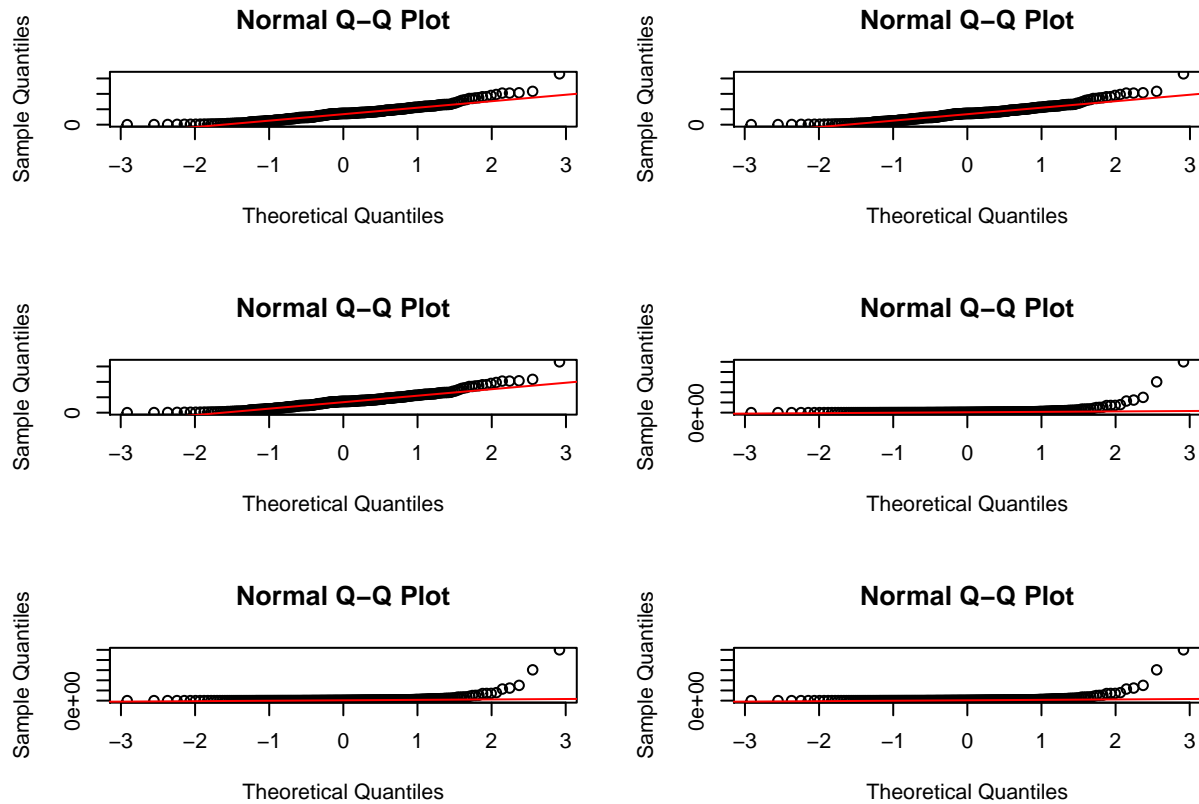 Normal Q−Q Plot
Sample Quantiles
0
−3 −2 −1 0 1 2 3
Theoretical Quantiles
Normal Q−Q Plot
Sample Quantiles
0
−3 −2 −1 0 1 2 3
Theoretical Quantiles
Normal Q−Q Plot
Sample Quantiles
0
−3 −2 −1 0 1 2 3
Theoretical Quantiles
Normal Q−Q Plot
Sample Quantiles
0e+00
−3 −2 −1 0 1 2 3
Theoretical Quantiles
Normal Q−Q Plot
Sample Quantiles
0e+00
−3 −2 −1 0 1 2 3
Theoretical Quantiles
Normal Q−Q Plot
Sample Quantiles
0e+00
−3 −2 −1 0 1 2 3
Theoretical Quantiles